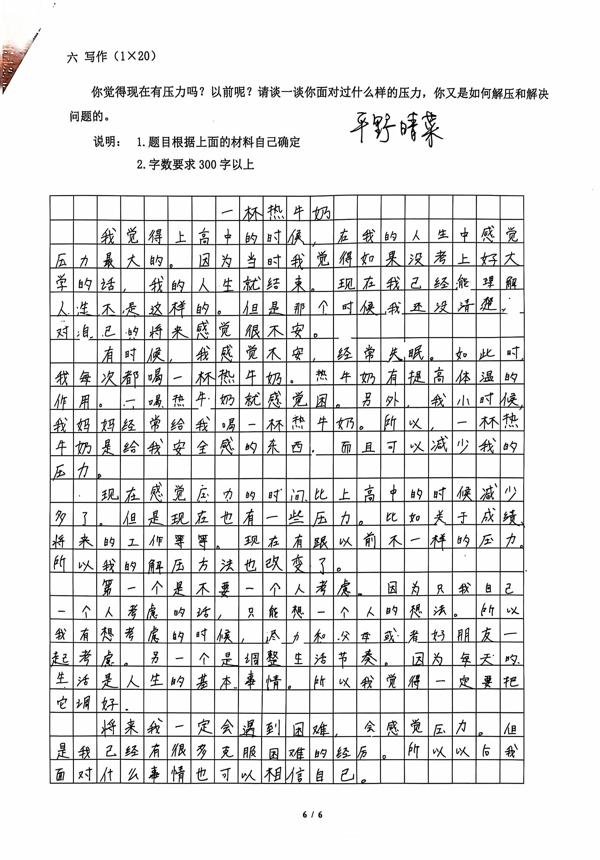 六 写作（1×20）
你觉得现在有压力吗？以前呢？请谈一谈你面对过什么样的压力，你又是如何解压和解决
问题的。
平野晴菜
说明： 1.题目根据上面的材料自己确定
2.字数要求 300 字以上
一杯热牛奶
我觉得上高中的时候，在我的人生中感觉
压力最大的。因为当时我觉得如果没考上好大
学的话，我的人生就结束。现在我已经能理解
人生不是这样的。但是那个时候我还没清楚。
对自己的将来感觉很不安。
有时候，我感觉不安，经常失眠。如此时，
我每次都喝一杯热牛奶。热牛奶有提高体温的
作用。一喝热牛奶就感觉困。另外，我小时候，
我妈妈经常给我喝一杯热牛奶。所以，一杯热
牛奶是给我安全感的东西。而且可以减少我的
压力。
现在感觉压力的时间比上高中的时候减少
多了。但是现在也有一些压力。比如关于成绩，
将来的工作等等。现在有跟以前不一样的压力。
所以我的解压方法也改变了。
第一个是不要一个人考虑。因为只我自己
一个人考虑的话，只能想一个人的想法。所以
我有想考虑的时候，尽力和父母或者好朋友一
起考虑。另一个是调整生活节奏。因为每天的
生活是人生的基本事情。所以我觉得一定要把
它调好。
将来我一定会遇到困难，会感觉压力。但
是我已经有很多克服困难的经历。所以以后我
面对什么事情也可以相信自己。
6 / 6